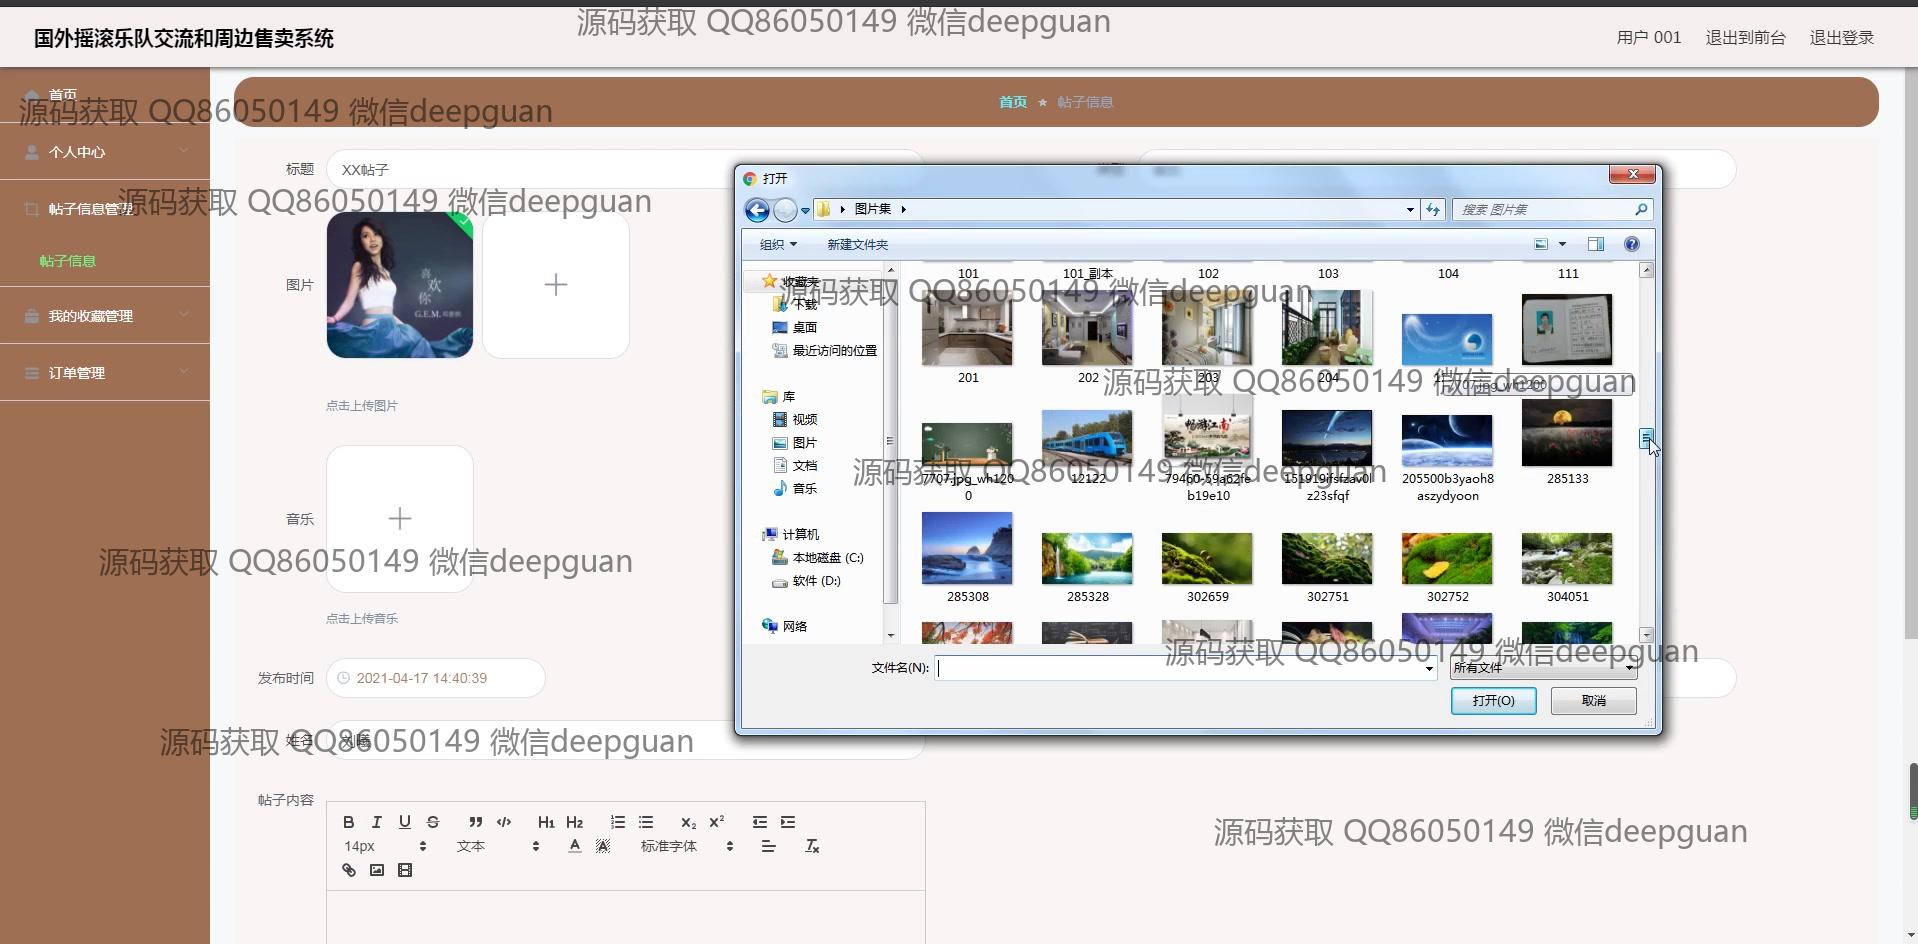 源码获取 QQ86050149 微信deepguan
国外摇滚乐队交流和周边售卖系统
用户 001
退出到前台
退出登录
首页
源码获取 QQ86050149 微信deepguan
首页 ★ 帖子信息
个人中心
标题
XX帖子
源码获取 QQ86050149 微信deepguan
帖子信息管理
帖子信息
图片
喜欢你
G.E.M.
点击上传图片
我的收藏管理
订单管理
音乐
源码获取 QQ86050149 微信deepguan
点击上传音乐
发布时间
2021-04-17 14:40:39
姓名
源码获取 QQ86050149 微信deepguan
帖子内容
B I U S H1 H2 X2 X2
14px
文本
A
标准字体
打开
图片集
搜索 图片集
组织
新建文件夹
收藏夹
下载
桌面
最近访问的位置
库
视频
图片
文档
音乐
计算机
本地磁盘 (C:)
软件 (D:)
网络
101
101_副本
102
103
104
111
源码获取 QQ86050149 微信deepguan
201
202
203
204
源码获取 QQ86050149 微信deepguan
7707.jpg_wh1200
畅游江南
7707.jpg_wh120
0
12122
79460-59a62fe
b19e10
151919ifsfzav0l
z23sfqf
205500b3yaoh8
aszydyoon
285133
源码获取 QQ86050149 微信deepguan
285308
285328
302659
302751
302752
304051
源码获取 QQ86050149 微信deepguan
文件名(N):
所有文件
打开(O)
取消
源码获取 QQ86050149 微信deepguan